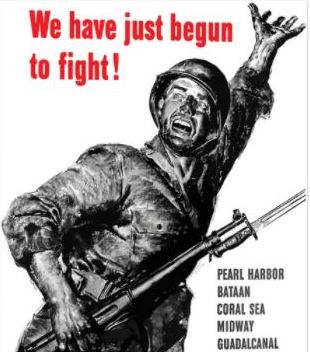 We have just begun
to fight!
PEARL HARBOR
BATAAN
CORAL SEA
MIDWAY
GUADALCANAL